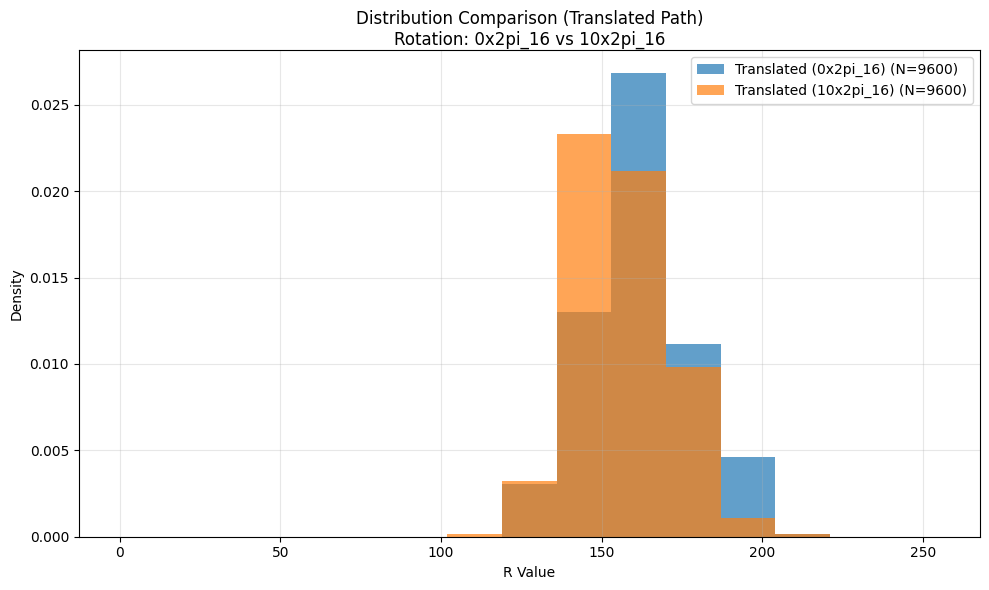 Distribution Comparison (Translated Path)
Rotation: 0x2pi_16 vs 10x2pi_16
Translated (0x2pi_16) (N=9600)
Translated (10x2pi_16) (N=9600)
Density
0.025
0.020
0.015
0.010
0.005
0.000
0 50 100 150 200 250
R Value